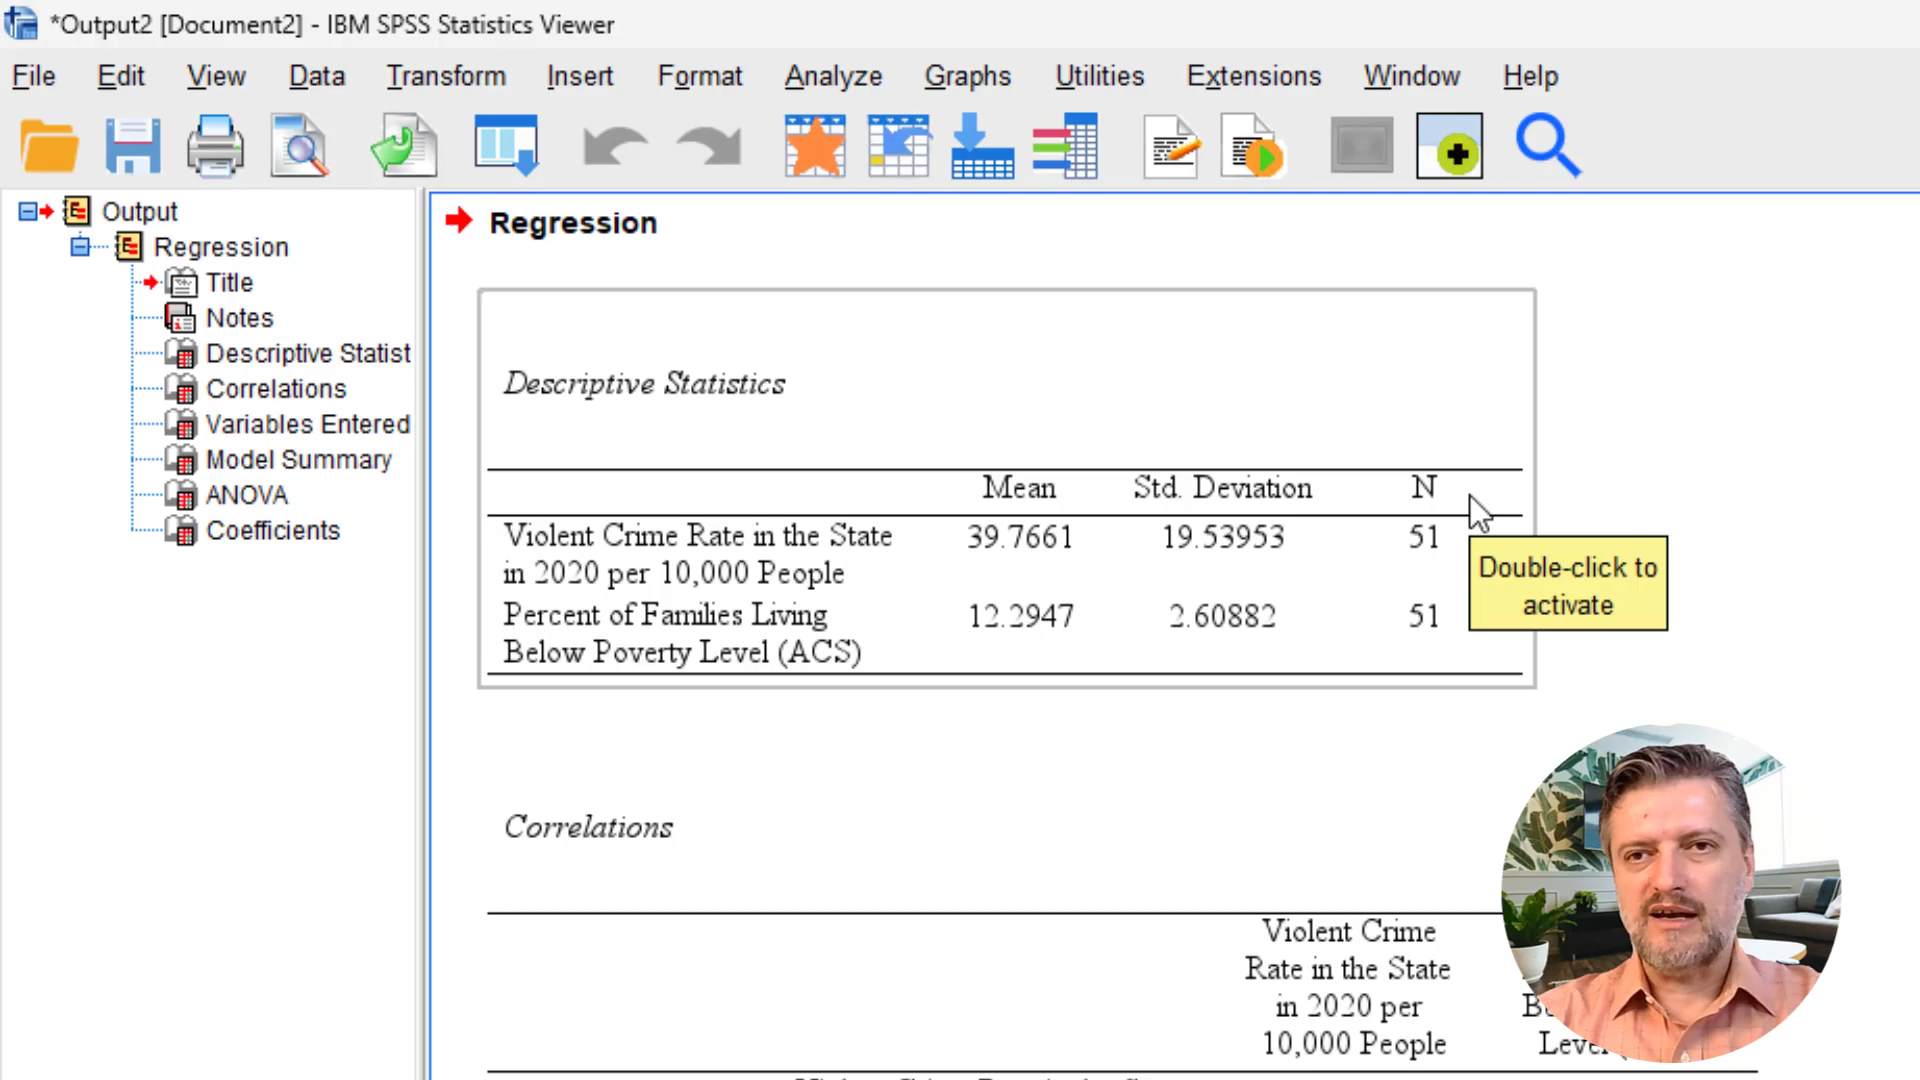 *Output2 [Document2] - IBM SPSS Statistics Viewer
File Edit View Data Transform Insert Format Analyze Graphs Utilities Extensions Window Help
Output
Regression
Title
Notes
Descriptive Statist
Correlations
Variables Entered
Model Summary
ANOVA
Coefficients
Regression
Descriptive Statistics
Mean Std. Deviation N
Violent Crime Rate in the State 39.7661 19.53953 51
in 2020 per 10,000 People
Percent of Families Living 12.2947 2.60882 51
Below Poverty Level (ACS)
Double-click to
activate
Correlations
Violent Crime
Rate in the State
in 2020 per
10,000 People Level